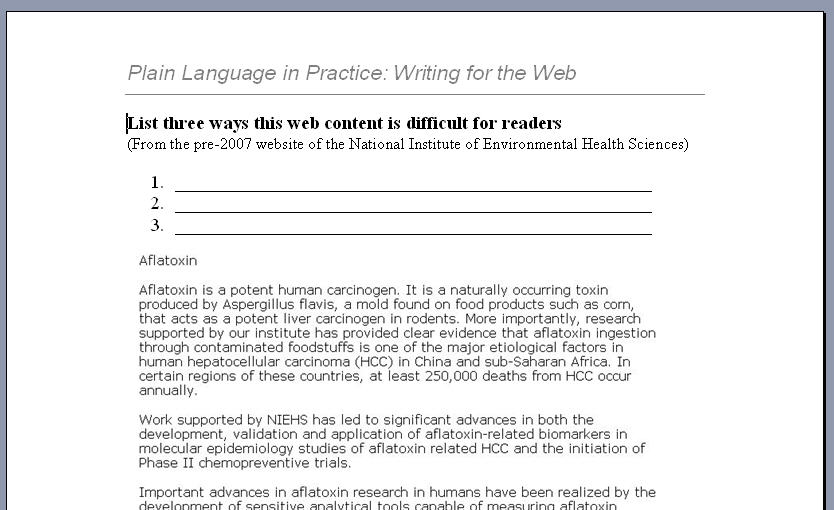 Plain Language in Practice: Writing for the Web
List three ways this web content is difficult for readers
(From the pre-2007 website of the National Institute of Environmental Health Sciences)
1.
2.
3.
Aflatoxin
Aflatoxin is a potent human carcinogen. It is a naturally occurring toxin
produced by Aspergillus flavis, a mold found on food products such as corn,
that acts as a potent liver carcinogen in rodents. More importantly, research
supported by our institute has provided clear evidence that aflatoxin ingestion
through contaminated foodstuffs is one of the major etiological factors in
human hepatocellular carcinoma (HCC) in China and sub-Saharan Africa. In
certain regions of these countries, at least 250,000 deaths from HCC occur
annually.
Work supported by NIEHS has led to significant advances in both the
development, validation and application of aflatoxin-related biomarkers in
molecular epidemiology studies of aflatoxin related HCC and the initiation of
Phase II chemopreventive trials.
Important advances in aflatoxin research in humans have been realized by the
development of sensitive analytical tools capable of measuring aflatoxin